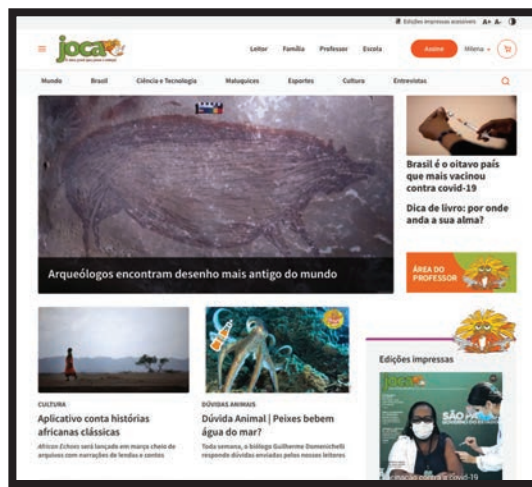 Edições impressas acessíveis A+ A-
joca
Leitor Família Professor Escola Assine Milena
Mundo Brasil Ciência e Tecnologia Maluquices Esportes Cultura Entrevistas
Arqueólogos encontram desenho mais antigo do mundo
Brasil é o oitavo país
que mais vacinou
contra covid-19
Dica de livro: por onde
anda a sua alma?
ÁREA DO
PROFESSOR
CULTURA
Aplicativo conta histórias
africanas clássicas
African Echoes será lançado em março cheio de
arquivos com narrações de lendas e contos
DÚVIDAS ANIMAIS
Dúvida Animal | Peixes bebem
água do mar?
Toda semana, o biólogo Guilherme Domenichelli
responde dúvidas enviadas pelos nossos leitores
Edições impressas
joca
SÃO
contra a covid-19